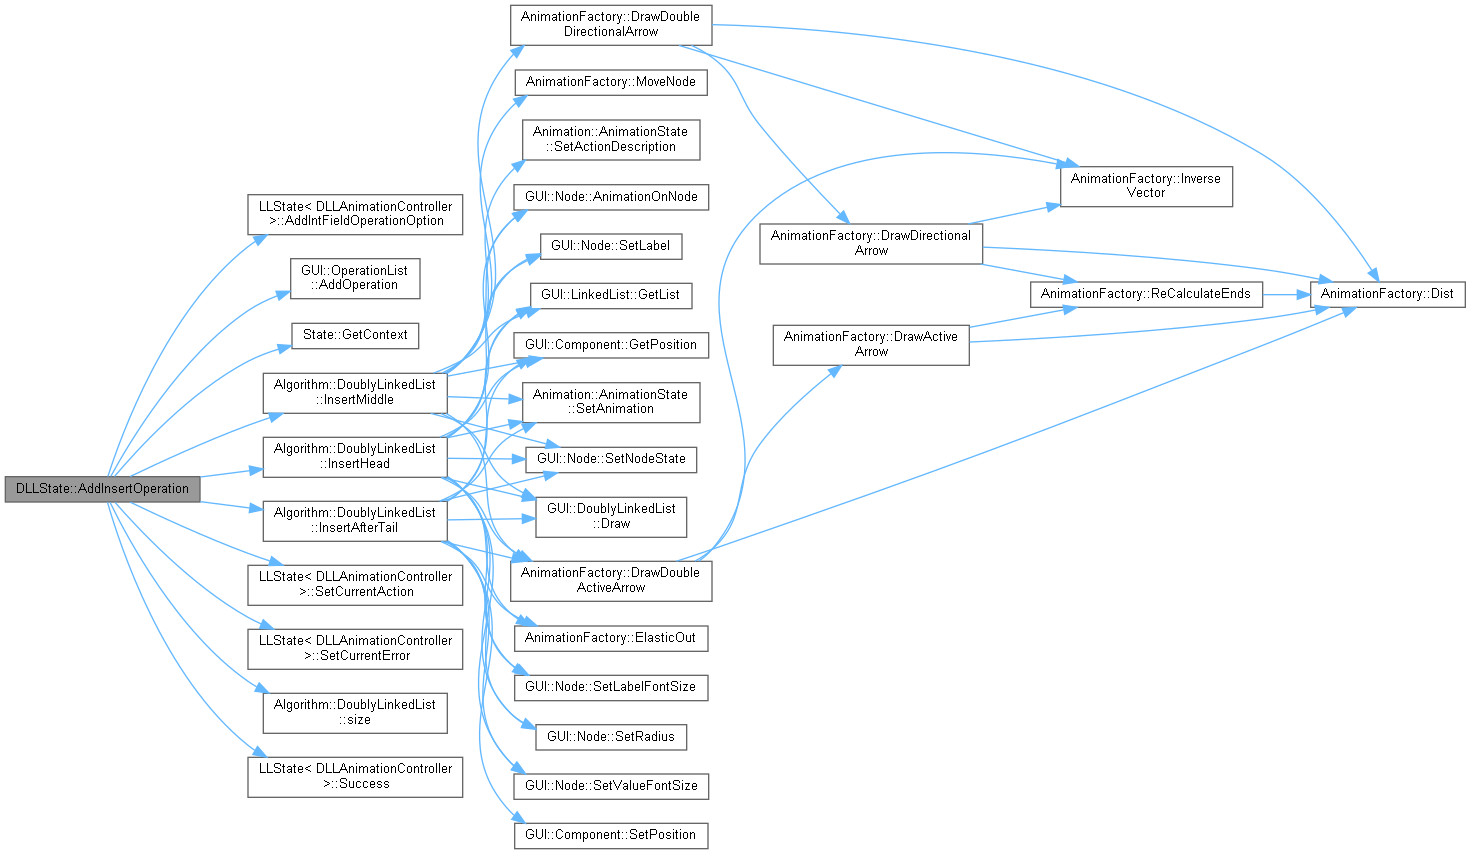 DLLState::AddInsertOperation
LLState< DLLAnimationController
>::AddIntFieldOperationOption
GUI::OperationList
::AddOperation
State::GetContext
Algorithm::DoublyLinkedList
::InsertMiddle
Algorithm::DoublyLinkedList
::InsertHead
Algorithm::DoublyLinkedList
::InsertAfterTail
LLState< DLLAnimationController
>::SetCurrentAction
LLState< DLLAnimationController
>::SetCurrentError
Algorithm::DoublyLinkedList
::size
LLState< DLLAnimationController
>::Success
AnimationFactory::DrawDouble
DirectionalArrow
AnimationFactory::MoveNode
Animation::AnimationState
::SetActionDescription
GUI::Node::AnimationOnNode
GUI::Node::SetLabel
GUI::LinkedList::GetList
GUI::Component::GetPosition
Animation::AnimationState
::SetAnimation
GUI::Node::SetNodeState
GUI::DoublyLinkedList
::Draw
AnimationFactory::DrawDouble
ActiveArrow
AnimationFactory::ElasticOut
GUI::Node::SetLabelFontSize
GUI::Node::SetRadius
GUI::Node::SetValueFontSize
GUI::Component::SetPosition
AnimationFactory::DrawDirectional
Arrow
AnimationFactory::DrawActive
Arrow
AnimationFactory::Inverse
Vector
AnimationFactory::ReCalculateEnds
AnimationFactory::Dist